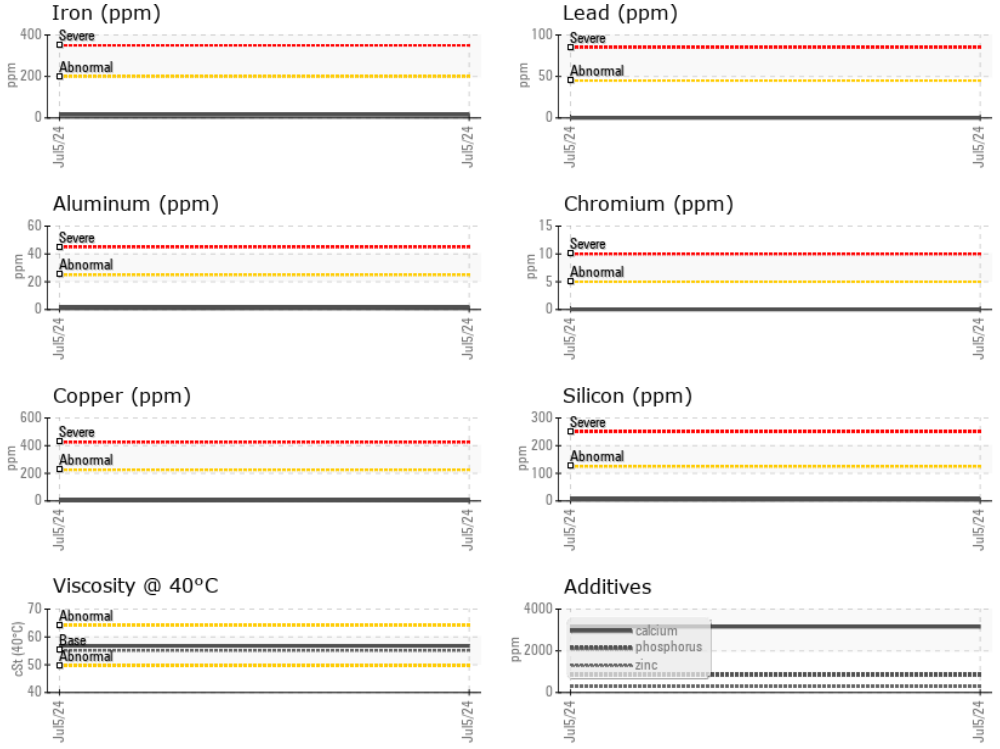 Iron (ppm)
400
Severe
Abnormal
200
0
ppm
Jul5/24
Jul5/24
Lead (ppm)
100
Severe
Abnormal
50
0
ppm
Jul5/24
Jul5/24
Aluminum (ppm)
60
Severe
40
Abnormal
20
0
ppm
Jul5/24
Jul5/24
Chromium (ppm)
15
Severe
10
Abnormal
5
0
ppm
Jul5/24
Jul5/24
Copper (ppm)
600
Severe
400
Abnormal
200
0
ppm
Jul5/24
Jul5/24
Silicon (ppm)
300
Severe
200
Abnormal
100
0
ppm
Jul5/24
Jul5/24
Viscosity @ 40°C
70
Abnormal
60
Base
Abnormal
50
40
cSt (40°C)
Jul5/24
Jul5/24
Additives
4000
calcium
phosphorus
2000
zinc
0
ppm
Jul5/24
Jul5/24